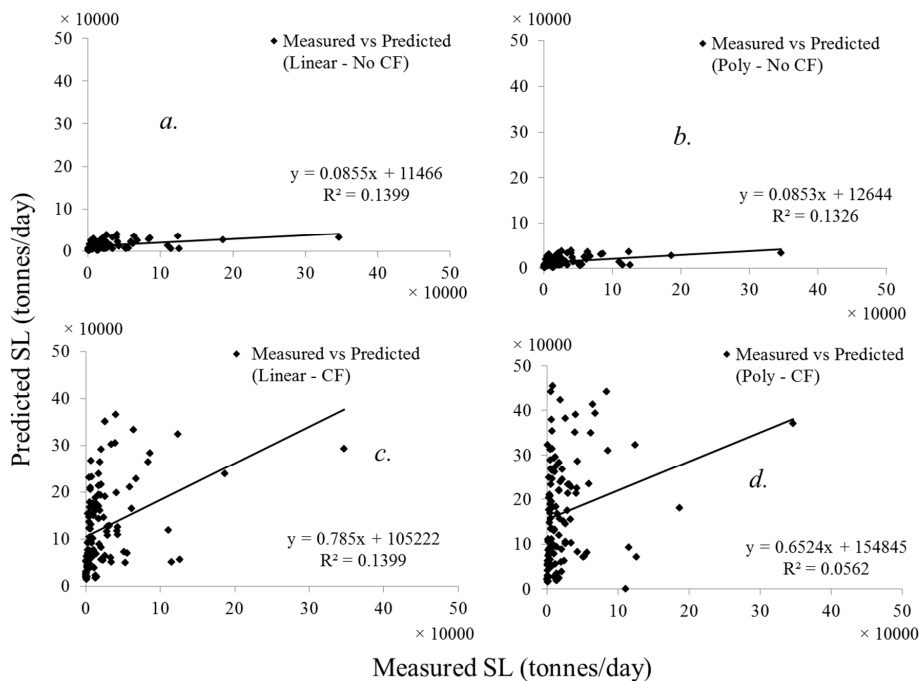 Predicted SL (tonnes/day)
× 10000
50
40
30
20
10
0
◆ Measured vs Predicted
(Linear - No CF)
a.
y = 0.0855x + 11466
R² = 0.1399
0 10 20 30 40 50
× 10000
× 10000
50
40
30
20
10
0
◆ Measured vs Predicted
(Poly - No CF)
b.
y = 0.0853x + 12644
R² = 0.1326
0 10 20 30 40 50
× 10000
× 10000
50
40
30
20
10
0
◆ Measured vs Predicted
(Linear - CF)
c.
y = 0.785x + 105222
R² = 0.1399
0 10 20 30 40 50
× 10000
× 10000
50
40
30
20
10
0
◆ Measured vs Predicted
(Poly - CF)
d.
y = 0.6524x + 154845
R² = 0.0562
0 10 20 30 40 50
× 10000
Measured SL (tonnes/day)